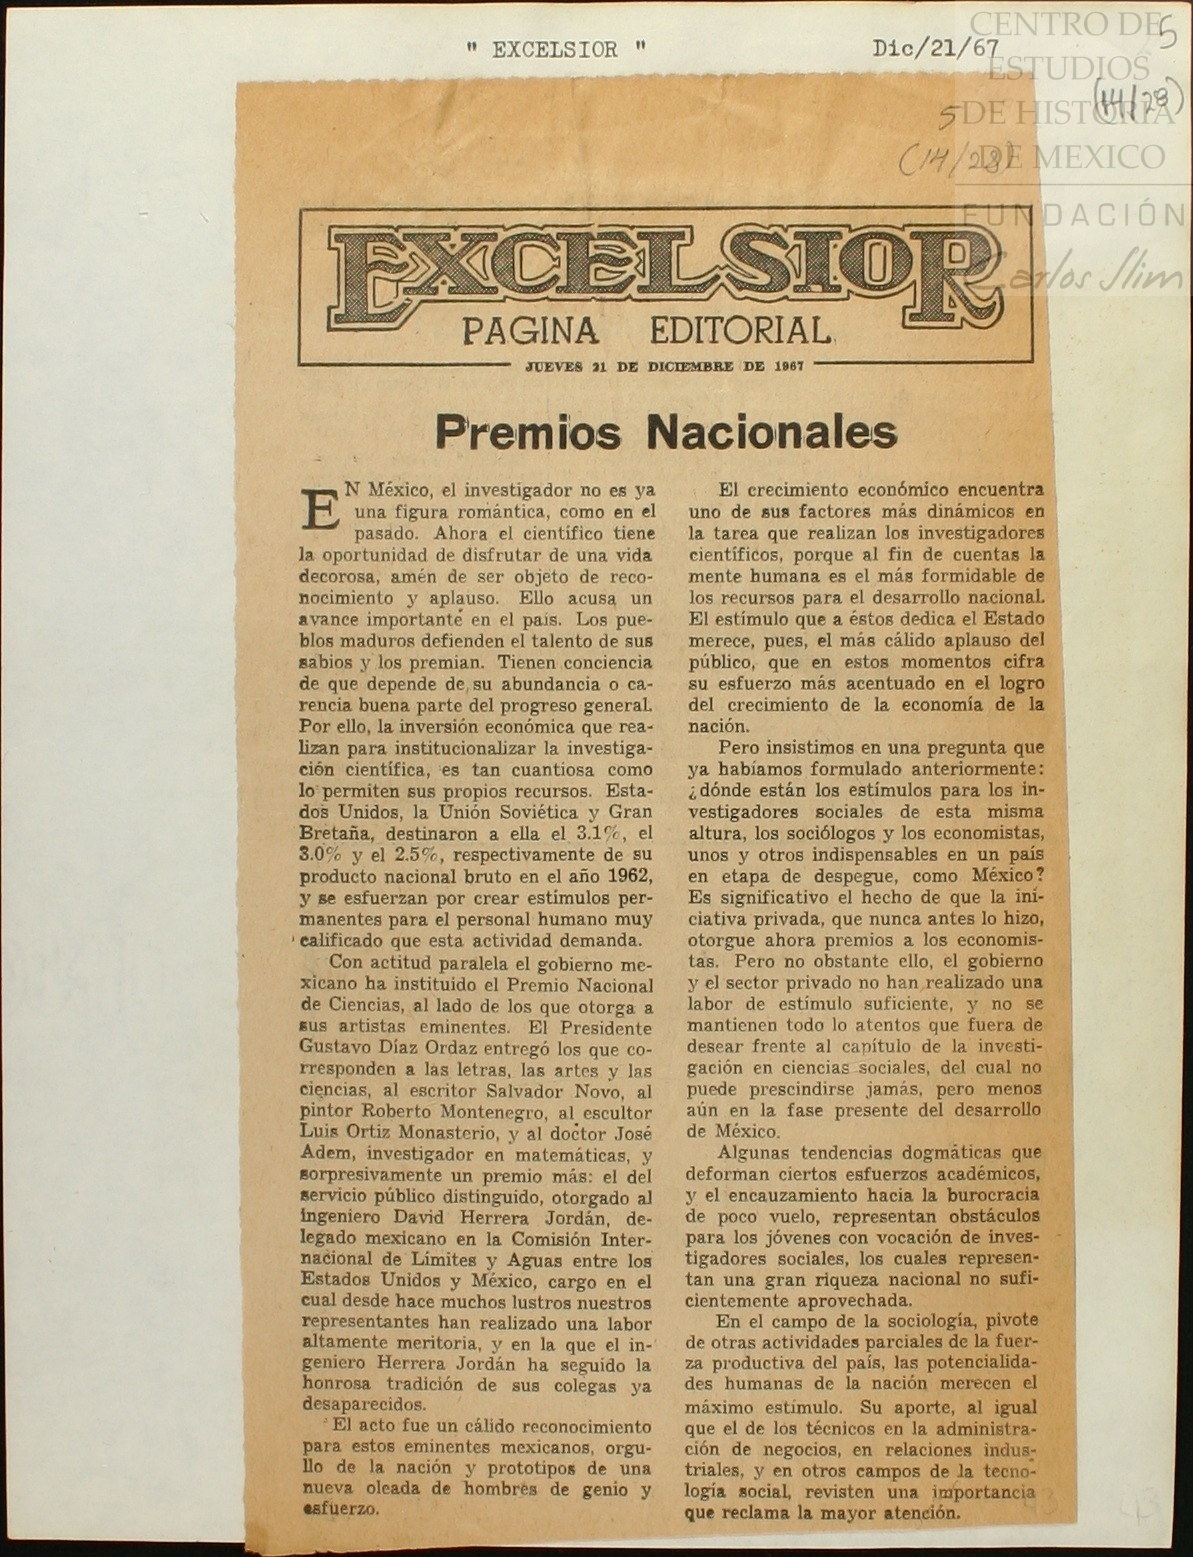 " EXCELSIOR "
Dic/21/67
CENTRO DE
ESTUDIOS
DE HISTORIA
DE MEXICO
FUNDACIÓN
Carlos Slim
5
(14/28)
5
(14/28)
EXCELSIOR
PAGINA EDITORIAL
JUEVES 21 DE DICIEMBRE DE 1967
Premios Nacionales
EN México, el investigador no es ya
una figura romántica, como en el
pasado. Ahora el científico tiene
la oportunidad de disfrutar de una vida
decorosa, amén de ser objeto de reco-
nocimiento y aplauso. Ello acusa un
avance importante en el país. Los pue-
blos maduros defienden el talento de sus
sabios y los premian. Tienen conciencia
de que depende de su abundancia o ca-
rencia buena parte del progreso general.
Por ello, la inversión económica que rea-
lizan para institucionalizar la investiga-
ción científica, es tan cuantiosa como
lo permiten sus propios recursos. Esta-
dos Unidos, la Unión Soviética y Gran
Bretaña, destinaron a ella el 3.1%, el
3.0% y el 2.5%, respectivamente de su
producto nacional bruto en el año 1962,
y se esfuerzan por crear estímulos per-
manentes para el personal humano muy
calificado que esta actividad demanda.
Con actitud paralela el gobierno me-
xicano ha instituido el Premio Nacional
de Ciencias, al lado de los que otorga a
sus artistas eminentes. El Presidente
Gustavo Díaz Ordaz entregó los que co-
rresponden a las letras, las artes y las
ciencias, al escritor Salvador Novo, al
pintor Roberto Montenegro, al escultor
Luis Ortiz Monasterio, y al doctor José
Adem, investigador en matemáticas, y
sorpresivamente un premio más: el del
servicio público distinguido, otorgado al
ingeniero David Herrera Jordán, de-
legado mexicano en la Comisión Inter-
nacional de Límites y Aguas entre los
Estados Unidos y México, cargo en el
cual desde hace muchos lustros nuestros
representantes han realizado una labor
altamente meritoria, y en la que el in-
geniero Herrera Jordán ha seguido la
honrosa tradición de sus colegas ya
desaparecidos.
El acto fue un cálido reconocimiento
para estos eminentes mexicanos, orgu-
llo de la nación y prototipos de una
nueva oleada de hombres de genio y
esfuerzo.
El crecimiento económico encuentra
uno de sus factores más dinámicos en
la tarea que realizan los investigadores
científicos, porque al fin de cuentas la
mente humana es el más formidable de
los recursos para el desarrollo nacional.
El estímulo que a éstos dedica el Estado
merece, pues, el más cálido aplauso del
público, que en estos momentos cifra
su esfuerzo más acentuado en el logro
del crecimiento de la economía de la
nación.
Pero insistimos en una pregunta que
ya habíamos formulado anteriormente:
¿dónde están los estímulos para los in-
vestigadores sociales de esta misma
altura, los sociólogos y los economistas,
unos y otros indispensables en un país
en etapa de despegue, como México?
Es significativo el hecho de que la ini-
ciativa privada, que nunca antes lo hizo,
otorgue ahora premios a los economis-
tas. Pero no obstante ello, el gobierno
y el sector privado no han realizado una
labor de estímulo suficiente, y no se
mantienen todo lo atentos que fuera de
desear frente al capítulo de la investi-
gación en ciencias sociales, del cual no
puede prescindirse jamás, pero menos
aún en la fase presente del desarrollo
de México.
Algunas tendencias dogmáticas que
deforman ciertos esfuerzos académicos,
y el encauzamiento hacia la burocracia
de poco vuelo, representan obstáculos
para los jóvenes con vocación de inves-
tigadores sociales, los cuales represen-
tan una gran riqueza nacional no sufi-
cientemente aprovechada.
En el campo de la sociología, pivote
de otras actividades parciales de la fuer-
za productiva del país, las potencialida-
des humanas de la nación merecen el
máximo estímulo. Su aporte, al igual
que el de los técnicos en la administra-
ción de negocios, en relaciones indus-
triales, y en otros campos de la tecno-
logía social, revisten una importancia
que reclama la mayor atención.